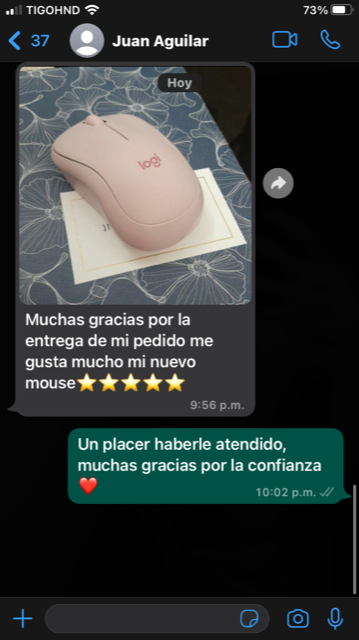 TIGOHND
73%
37
Juan Aguilar
Hoy
logi
Muchas gracias por la
entrega de mi pedido me
gusta mucho mi nuevo
mouse⭐⭐⭐⭐⭐
9:56 p.m.
Un placer haberle atendido,
muchas gracias por la confianza
❤️
10:02 p.m.